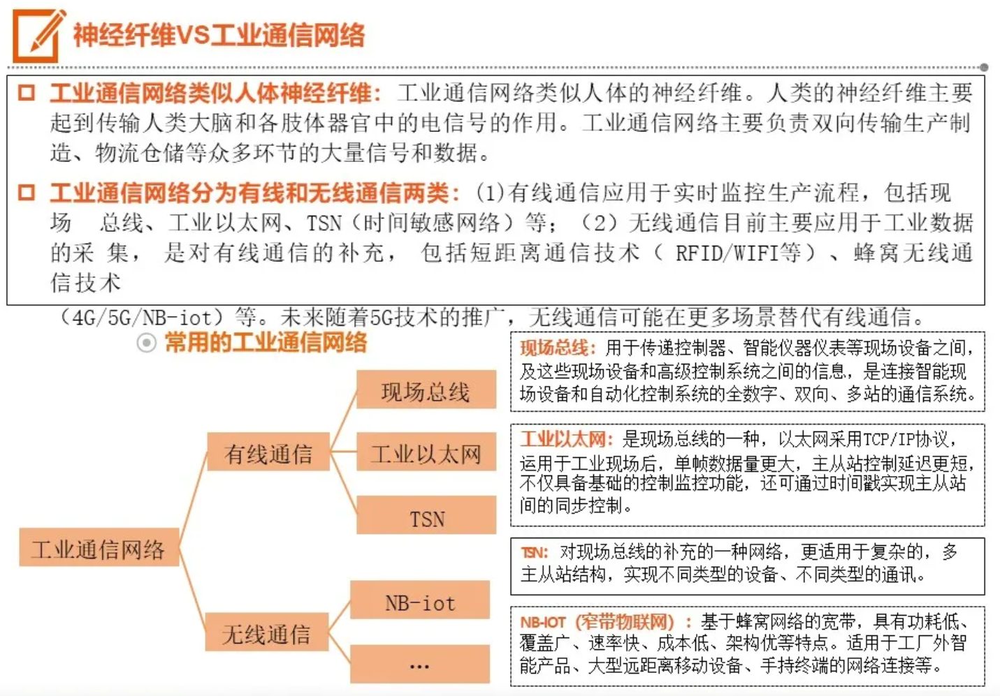 神经纤维VS工业通信网络
工业通信网络类似人体神经纤维：工业通信网络类似人体的神经纤维。人类的神经纤维主要
起到传输人类大脑和各肢体器官中的电信号的作用。工业通信网络主要负责双向传输生产制
造、物流仓储等众多环节的大量信号和数据。
工业通信网络分为有线和无线通信两类：(1)有线通信应用于实时监控生产流程，包括现
场 总线、工业以太网、TSN（时间敏感网络）等；（2）无线通信目前主要应用于工业数据
的采 集， 是对有线通信的补充， 包括短距离通信技术（ RFID/WIFI等）、蜂窝无线通
信技术
（4G/5G/NB-iot）等。未来随着5G技术的推广，无线通信可能在更多场景替代有线通信。
常用的工业通信网络
工业通信网络
有线通信
现场总线
工业以太网
TSN
无线通信
NB-iot
...
现场总线：用于传递控制器、智能仪器仪表等现场设备之间，
及这些现场设备和高级控制系统之间的信息，是连接智能现
场设备和自动化控制系统的全数字、双向、多站的通信系统。
工业以太网：是现场总线的一种，以太网采用TCP/IP协议，
运用于工业现场后，单帧数据量更大，主从站控制延迟更短，
不仅具备基础的控制监控功能，还可通过时间戳实现主从站
间的同步控制。
TSN：对现场总线的补充的一种网络，更适用于复杂的，多
主从站结构，实现不同类型的设备、不同类型的通讯。
NB-IOT（窄带物联网）：基于蜂窝网络的宽带，具有功耗低、
覆盖广、速率快、成本低、架构优等特点。适用于工厂外智
能产品、大型远距离移动设备、手持终端的网络连接等。